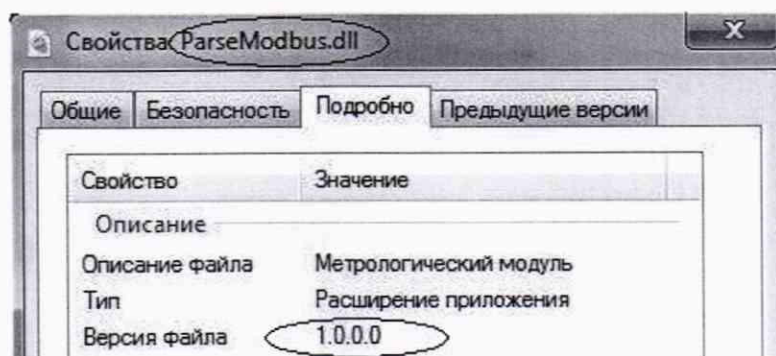 Свойства: ParseModbus.dll
Общие Безопасность Подробно Предыдущие версии
Свойство Значение
Описание
Описание файла Метрологический модуль
Тип Расширение приложения
Версия файла 1.0.0.0